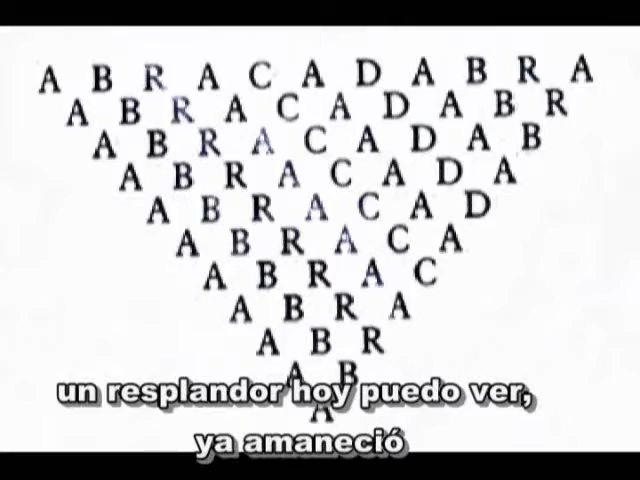 A B R A C A D A B R A
A B R A C A D A B R
A B R A C A D A B
A B R A C A D A
A B R A C A D
A B R A C A
A B R A C
A B R A
A B R
A B
A
un resplandor hoy puedo ver,
ya amaneció